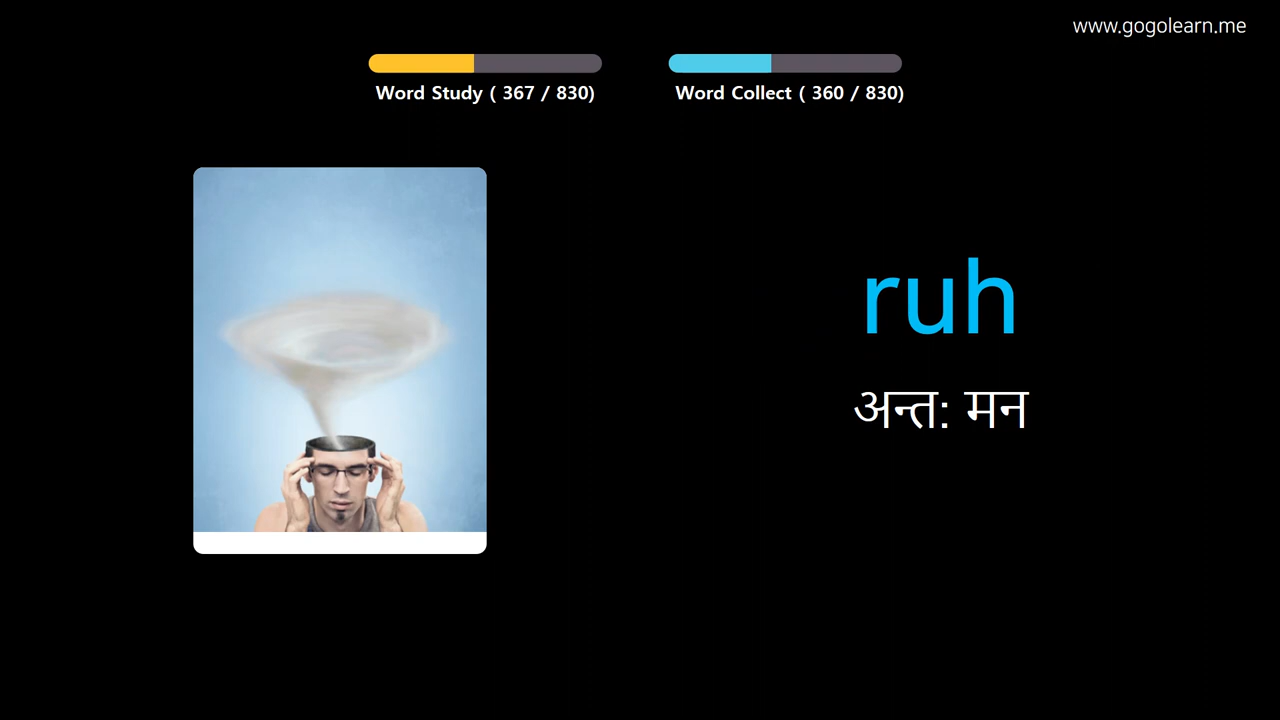 www.gogolearn.me
Word Study ( 367 / 830)
Word Collect ( 360 / 830)
ruh
अन्त: मन